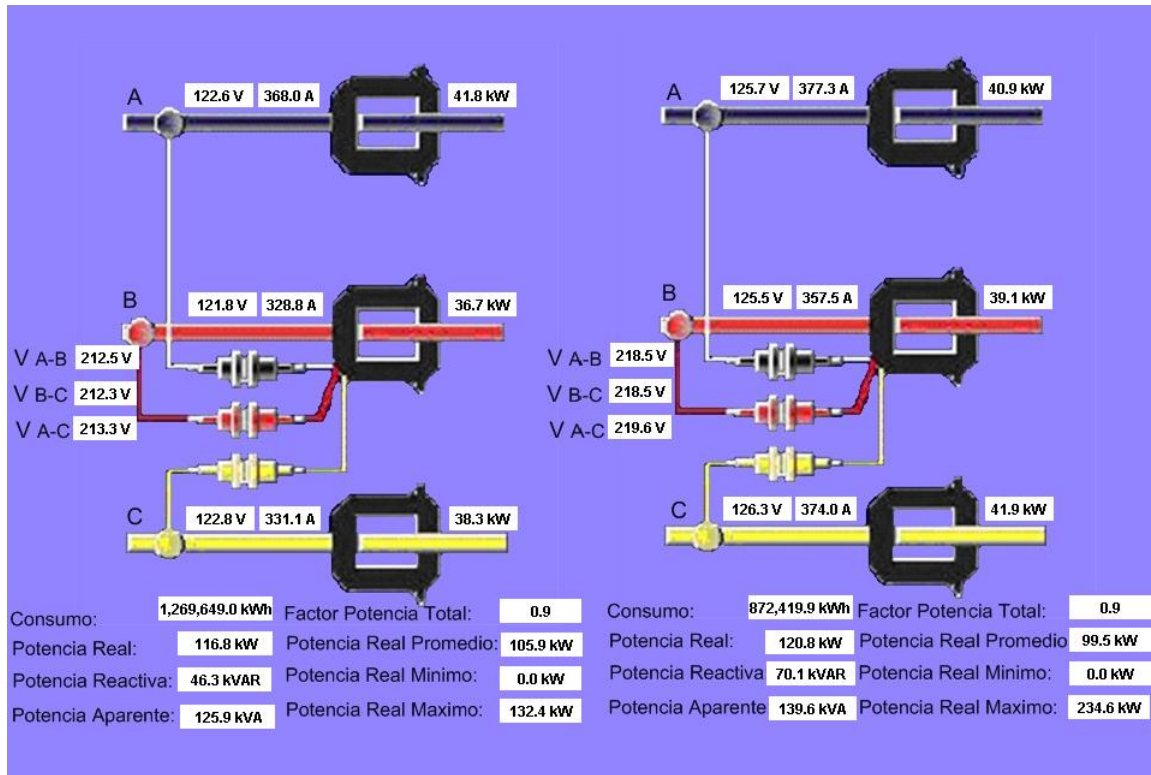 A 122.6 V 368.0 A 41.8 kW
B 121.8 V 328.8 A 36.7 kW
V A-B 212.5 V
V B-C 212.3 V
V A-C 213.3 V
C 122.8 V 331.1 A 38.3 kW
Consumo: 1,269,649.0 kWh Factor Potencia Total: 0.9
Potencia Real: 116.8 kW Potencia Real Promedio: 105.9 kW
Potencia Reactiva: 46.3 kVAR Potencia Real Minimo: 0.0 kW
Potencia Aparente: 125.9 kVA Potencia Real Maximo: 132.4 kW
A 125.7 V 377.3 A 40.9 kW
B 125.5 V 357.5 A 39.1 kW
V A-B 218.5 V
V B-C 218.5 V
V A-C 219.6 V
C 126.3 V 374.0 A 41.9 kW
Consumo: 872,419.9 kWh Factor Potencia Total: 0.9
Potencia Real: 120.8 kW Potencia Real Promedio 99.5 kW
Potencia Reactiva 70.1 kVAR Potencia Real Minimo: 0.0 kW
Potencia Aparente 139.6 kVA Potencia Real Maximo: 234.6 kW